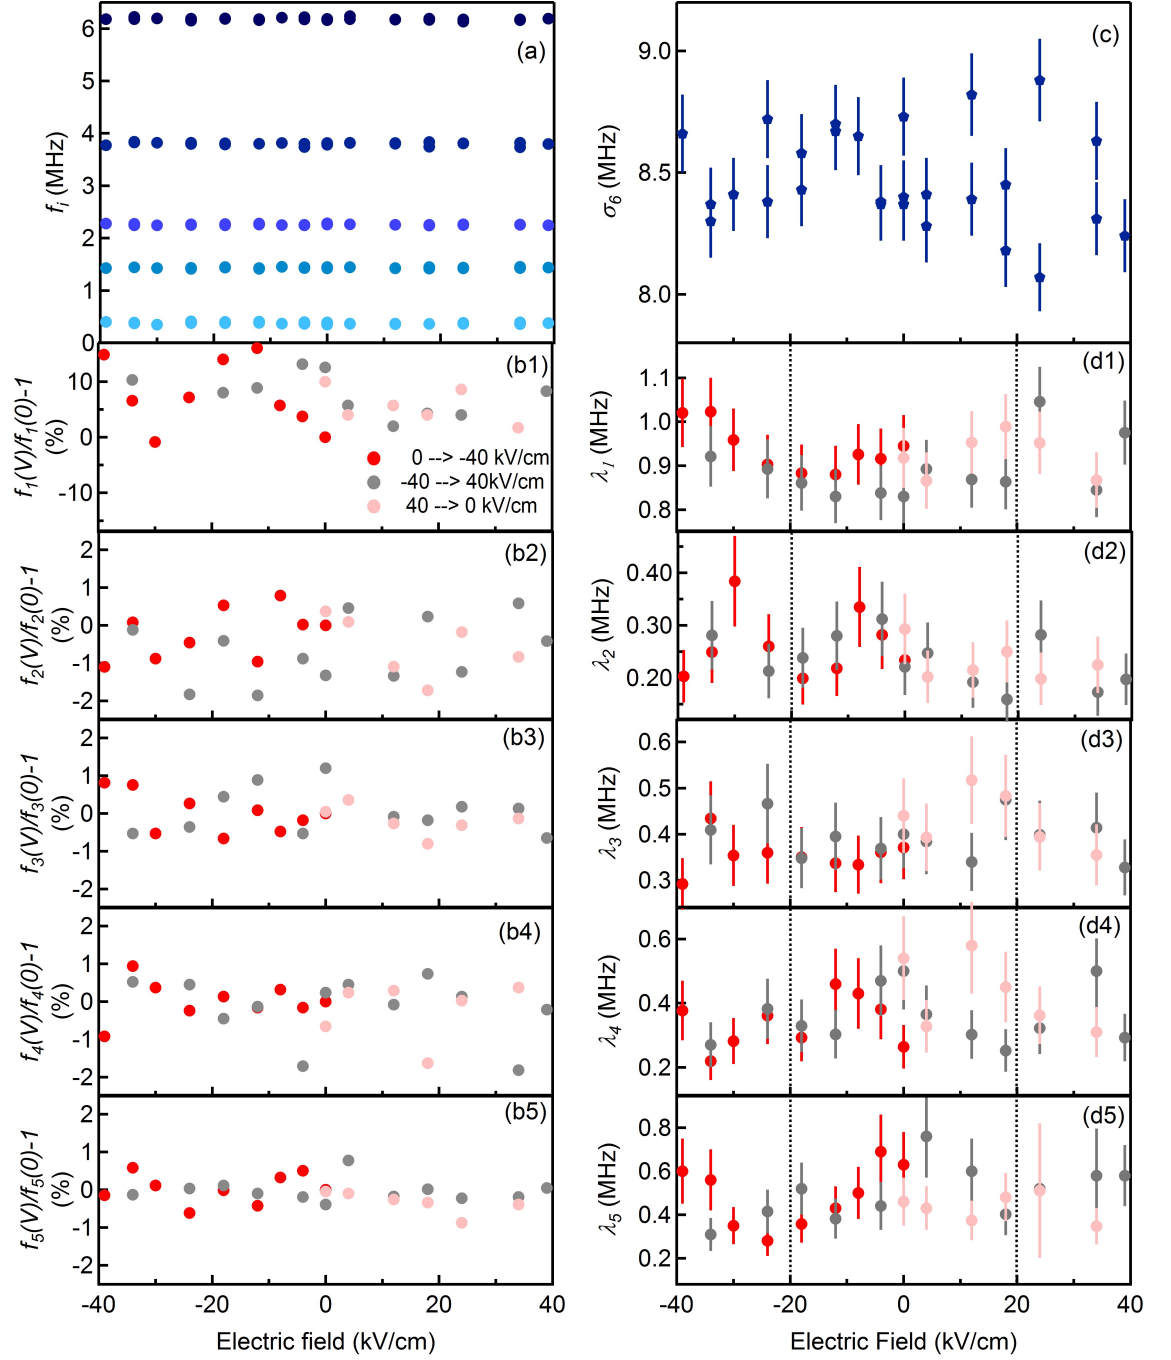 (a)
f_i (MHz)
6
5
4
3
2
1
0
(b1)
f_1(V)/f_1(0)-1
(%)
10
0
-10
0 --> -40 kV/cm
-40 --> 40kV/cm
40 --> 0 kV/cm
(b2)
f_2(V)/f_2(0)-1
(%)
2
1
0
-1
-2
(b3)
f_3(V)/f_3(0)-1
(%)
2
1
0
-1
-2
(b4)
f_4(V)/f_4(0)-1
(%)
2
1
0
-1
-2
(b5)
f_5(V)/f_5(0)-1
(%)
2
1
0
-1
-2
-40
-20
0
20
40
Electric field (kV/cm)
(c)
σ_6 (MHz)
9.0
8.5
8.0
(d1)
λ_1 (MHz)
1.1
1.0
0.9
0.8
(d2)
λ_2 (MHz)
0.40
0.30
0.20
(d3)
λ_3 (MHz)
0.6
0.5
0.4
0.3
(d4)
λ_4 (MHz)
0.6
0.4
0.2
(d5)
λ_5 (MHz)
0.8
0.6
0.4
0.2
-40
-20
0
20
40
Electric Field (kV/cm)